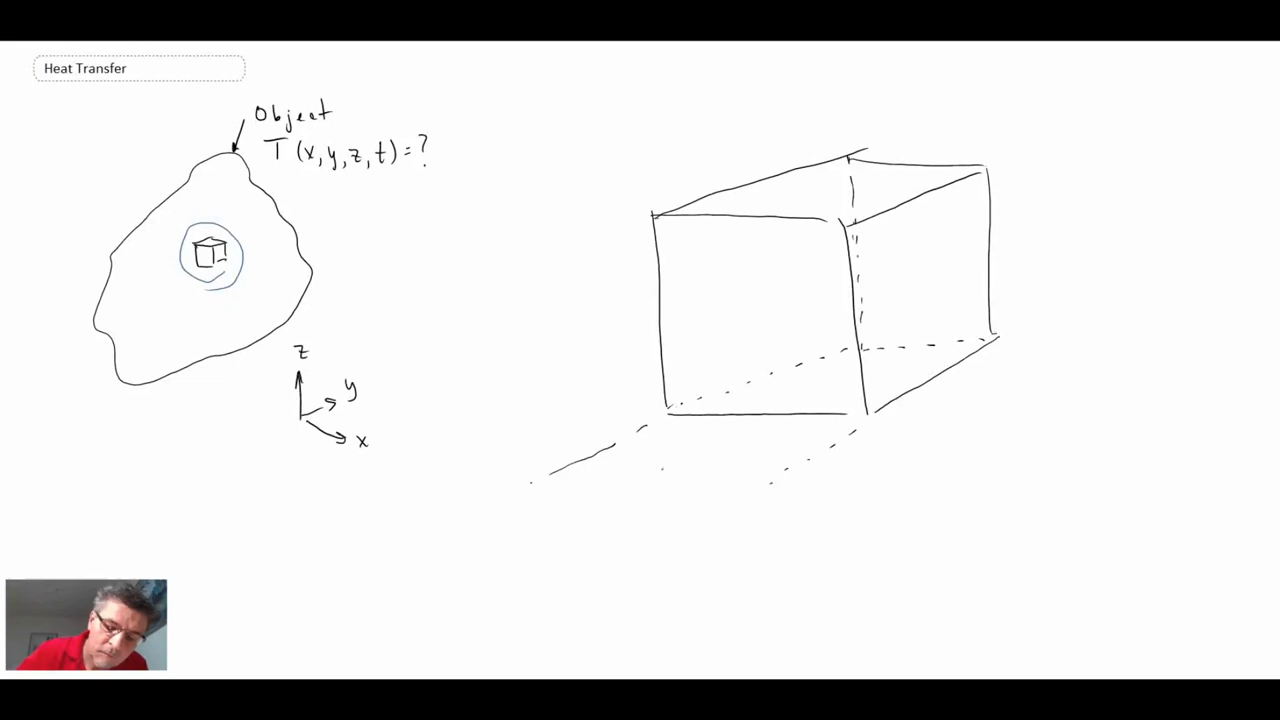 Heat Transfer
Object
T(x,y,z,t)=?
z
y
x